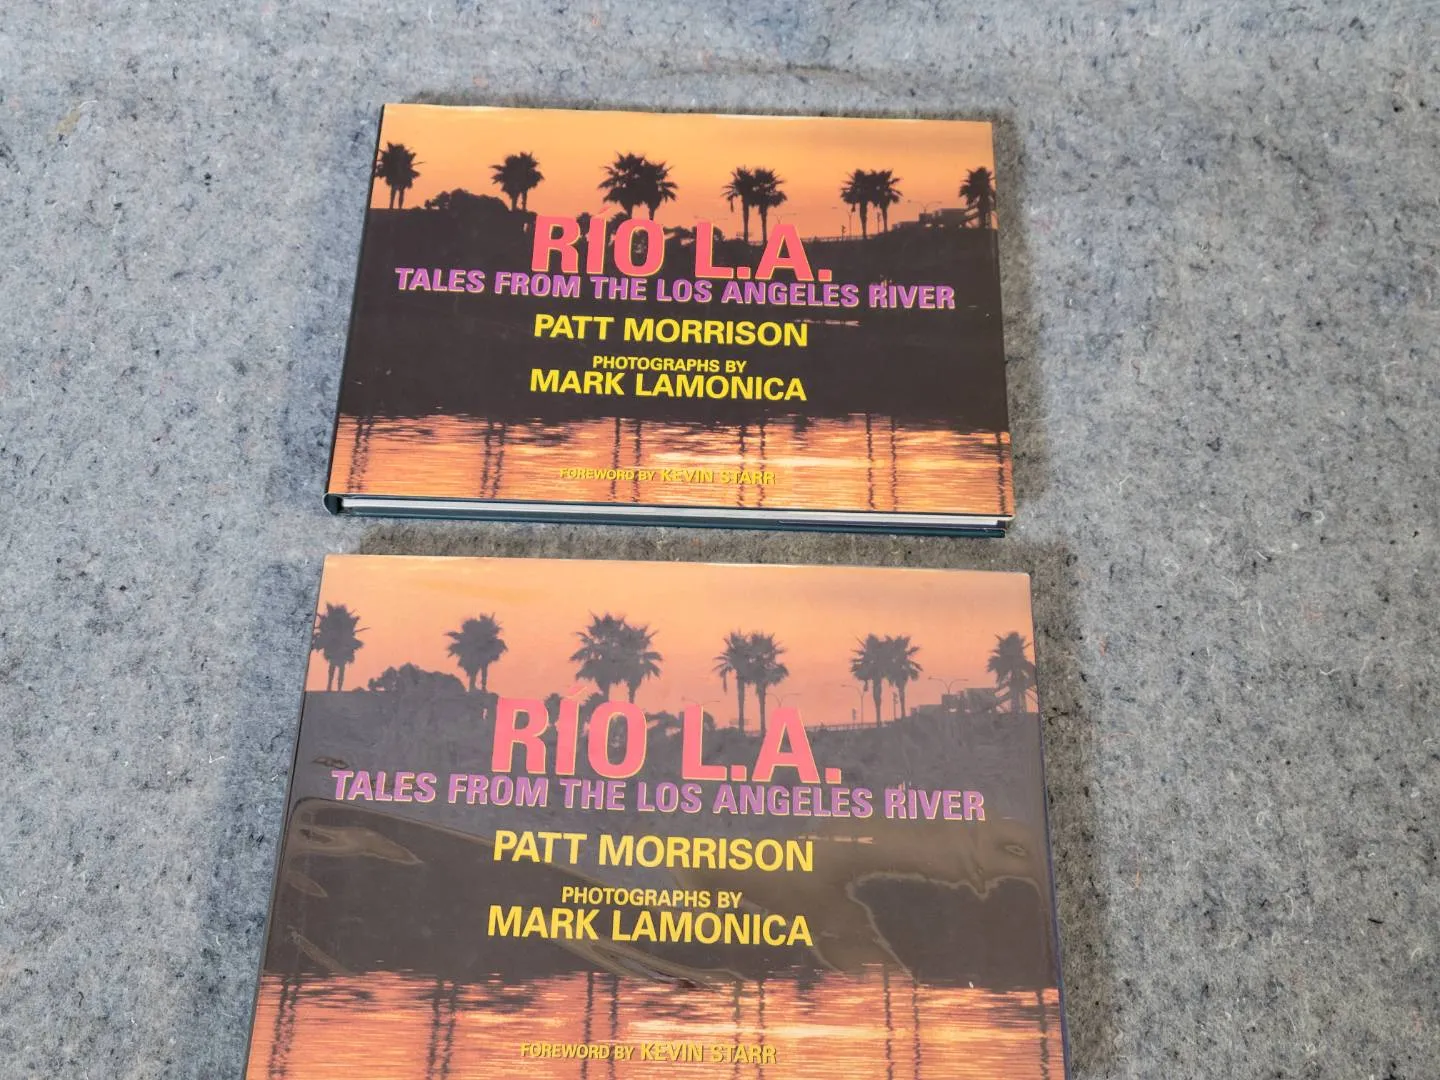 RÍO L.A.
TALES FROM THE LOS ANGELES RIVER
PATT MORRISON
PHOTOGRAPHS BY
MARK LAMONICA
FOREWORD BY KEVIN STARR
RÍO L.A.
TALES FROM THE LOS ANGELES RIVER
PATT MORRISON
PHOTOGRAPHS BY
MARK LAMONICA
FOREWORD BY KEVIN STARR